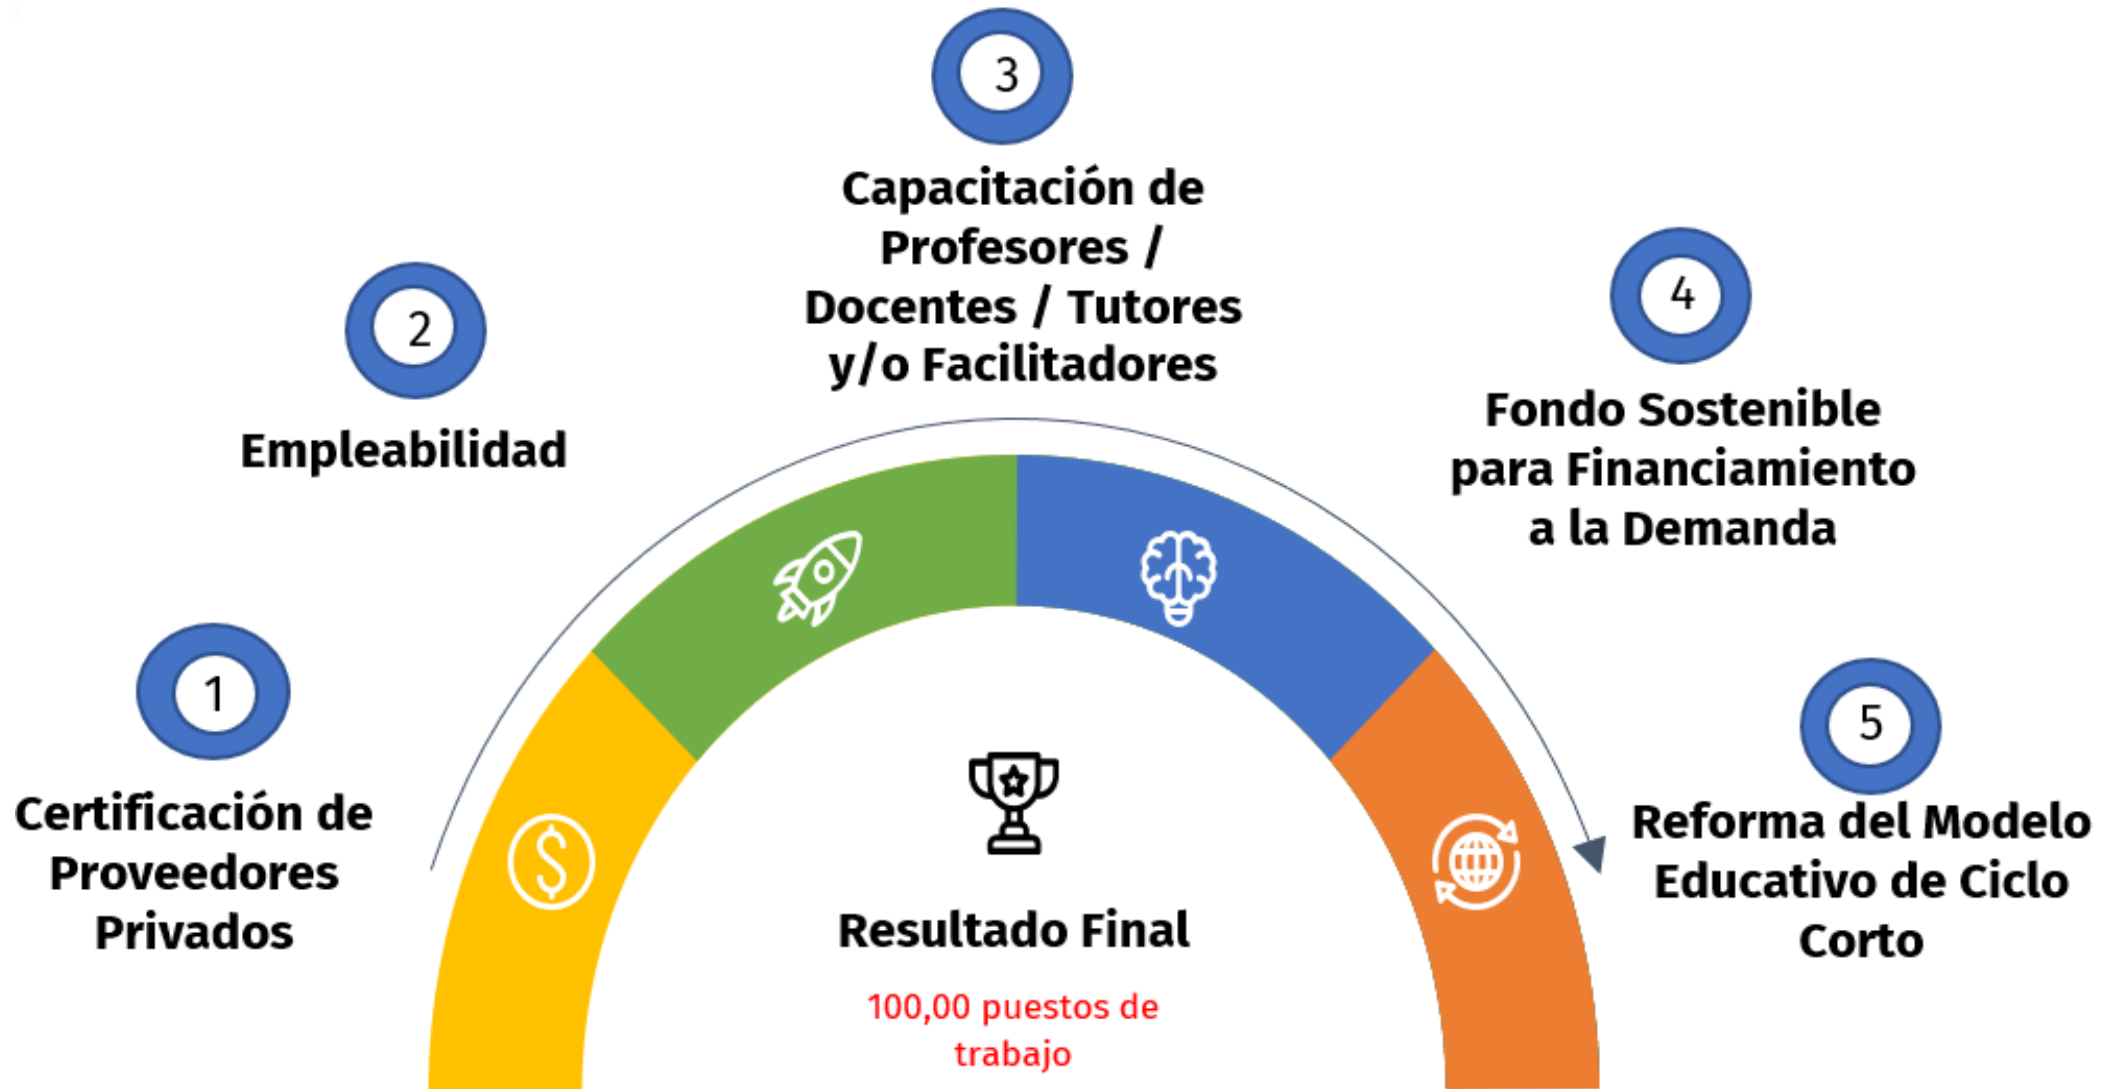 1
Certificación de
Proveedores
Privados
2
Empleabilidad
3
Capacitación de
Profesores /
Docentes / Tutores
y/o Facilitadores
4
Fondo Sostenible
para Financiamiento
a la Demanda
5
Reforma del Modelo
Educativo de Ciclo
Corto
Resultado Final
100,00 puestos de
trabajo